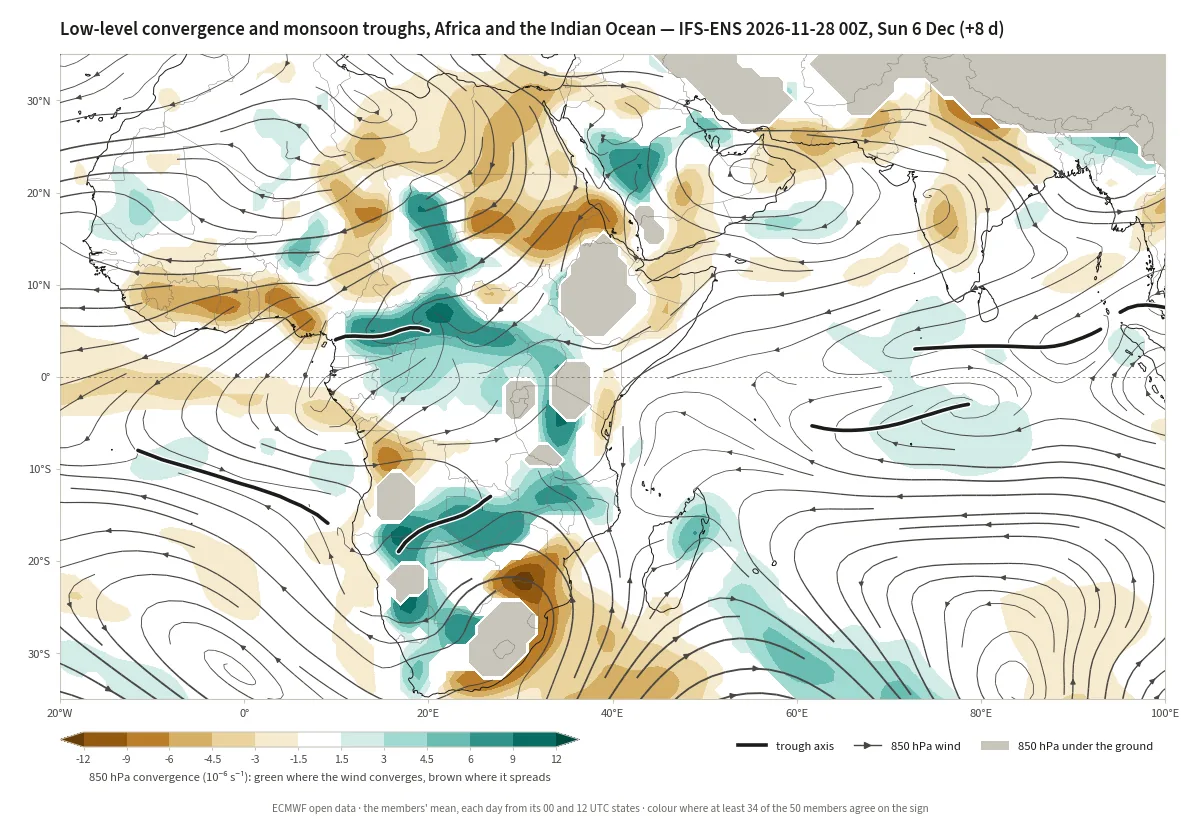 Low-level convergence and monsoon troughs, Africa and the Indian Ocean — IFS-ENS 2026-11-28 00Z, Sun 6 Dec (+8 d)
30°N
20°N
10°N
0°
10°S
20°S
30°S
20°W 0° 20°E 40°E 60°E 80°E 100°E
-12 -9 -6 -4.5 -3 -1.5 1.5 3 4.5 6 9 12
850 hPa convergence (10⁻⁶ s⁻¹): green where the wind converges, brown where it spreads
trough axis 850 hPa wind 850 hPa under the ground
ECMWF open data · the members' mean, each day from its 00 and 12 UTC states · colour where at least 34 of the 50 members agree on the sign